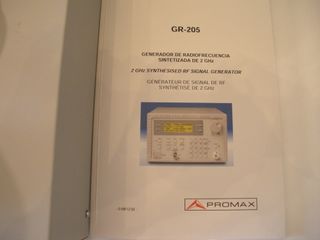 GR-205
GENERADOR DE RADIOFRECUENCIA
SINTETIZADA DE 2 GHz
2 GHz SYNTHESISED RF SIGNAL GENERATOR
GÉNÉRATEUR DE SIGNAL DE RF
SYNTHÉTISÉ DE 2 GHz
PROMAX